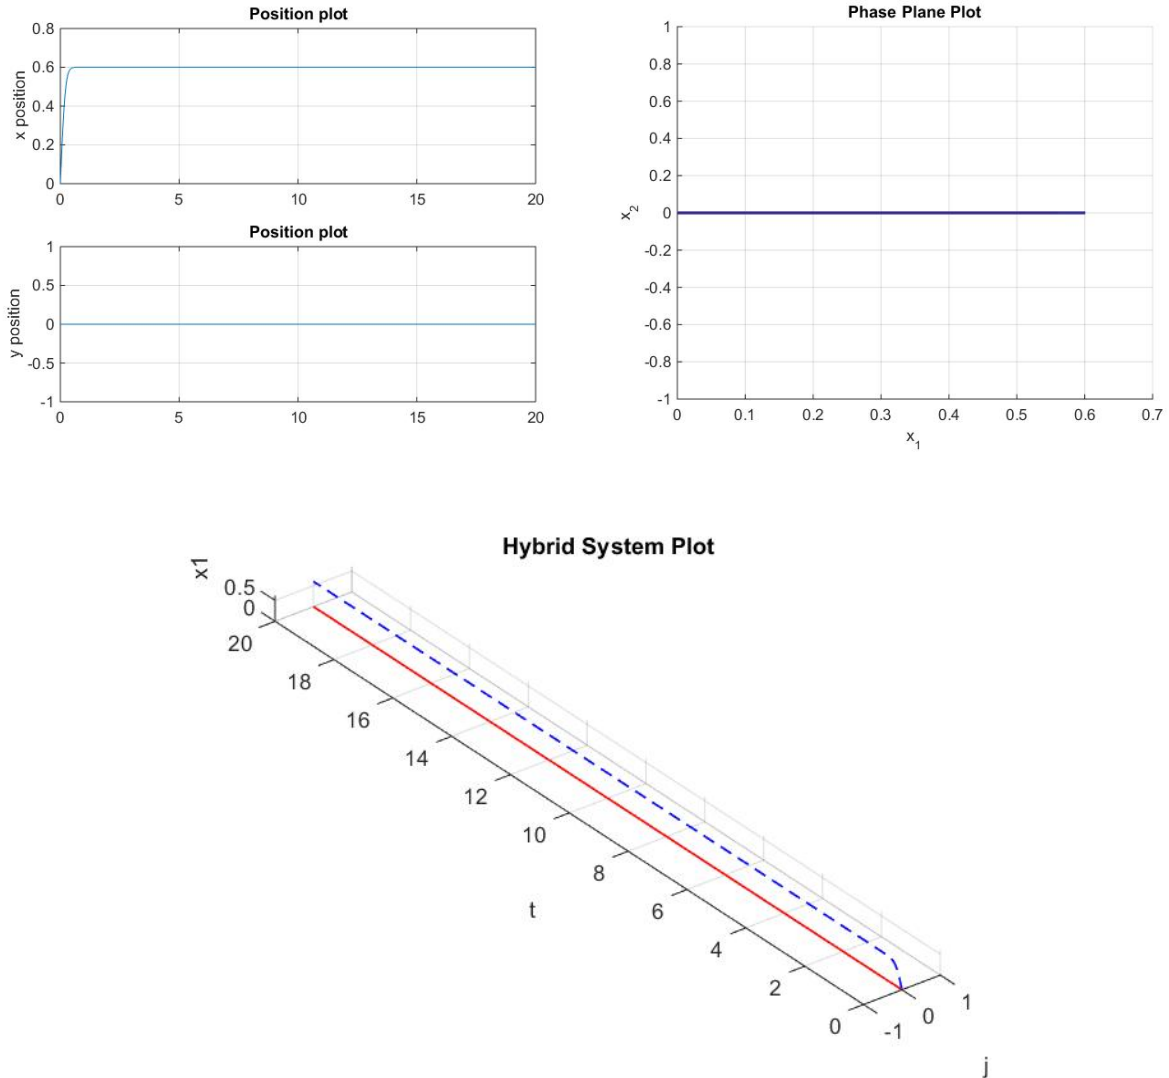 Position plot
0.8
0.6
0.4
0.2
0
x position
0 5 10 15 20
Position plot
1
0.5
0
-0.5
-1
y position
0 5 10 15 20
Phase Plane Plot
1
0.8
0.6
0.4
0.2
0
-0.2
-0.4
-0.6
-0.8
-1
x_2
0 0.1 0.2 0.3 0.4 0.5 0.6 0.7
x_1
Hybrid System Plot
x1
0.5
0
20
18
16
14
12
10
8
6
4
2
0
t
-1
0
1
j